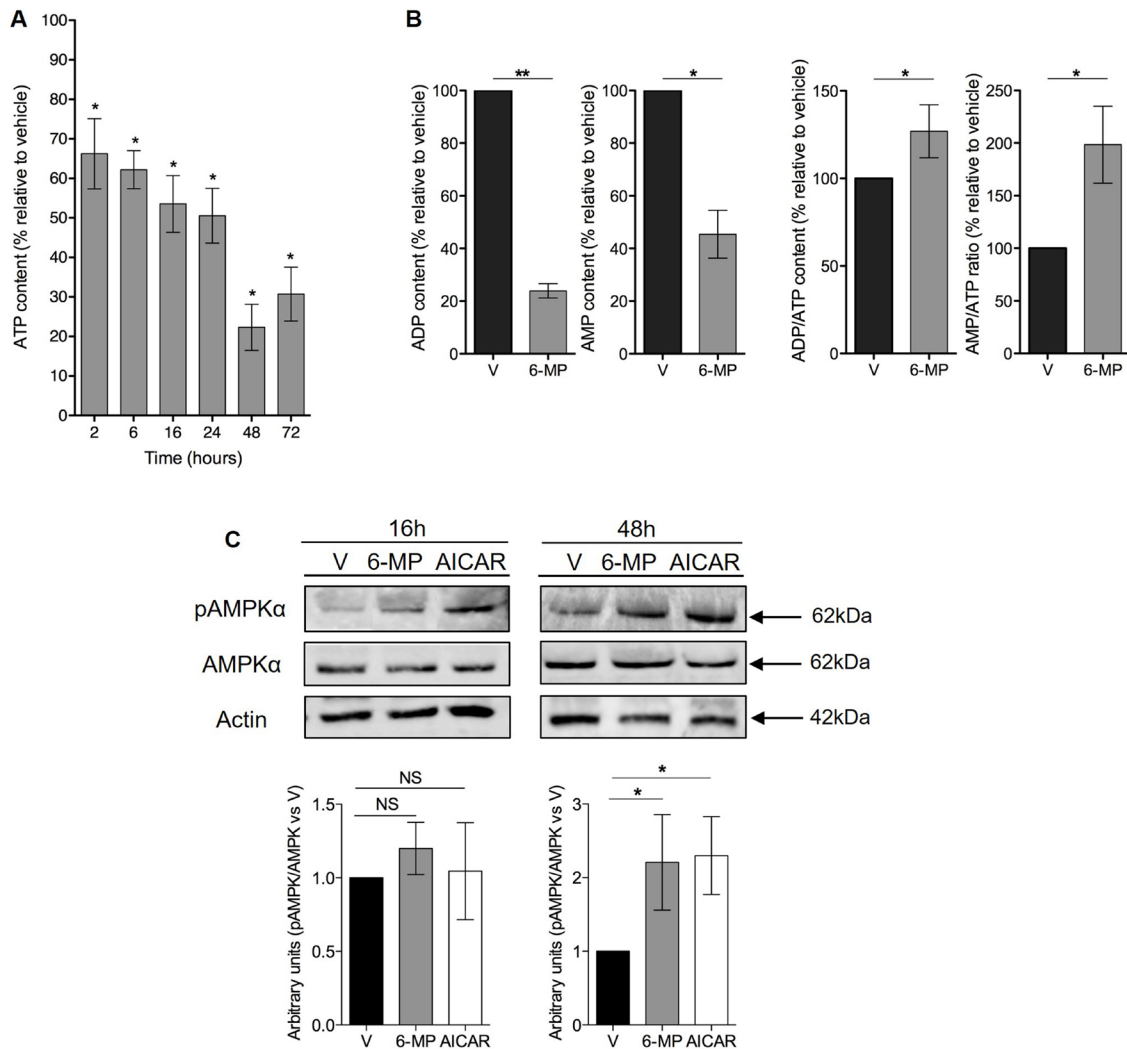 A
ATP content (% relative to vehicle)
100
90
80
70
60
50
40
30
20
10
0
* * * * * *
2 6 16 24 48 72
Time (hours)
B
ADP content (% relative to vehicle)
100
80
60
40
20
0
**
V 6-MP
AMP content (% relative to vehicle)
100
80
60
40
20
0
*
V 6-MP
ADP/ATP content (% relative to vehicle)
150
100
50
0
*
V 6-MP
AMP/ATP ratio (% relative to vehicle)
250
200
150
100
50
0
*
V 6-MP
C
16h 48h
V 6-MP AICAR V 6-MP AICAR
pAMPKα 62kDa
AMPKα 62kDa
Actin 42kDa
Arbitrary units (pAMPK/AMPK vs V)
1.5
1.0
0.5
0.0
NS
NS
V 6-MP AICAR
Arbitrary units (pAMPK/AMPK vs V)
3
2
1
0
*
*
V 6-MP AICAR